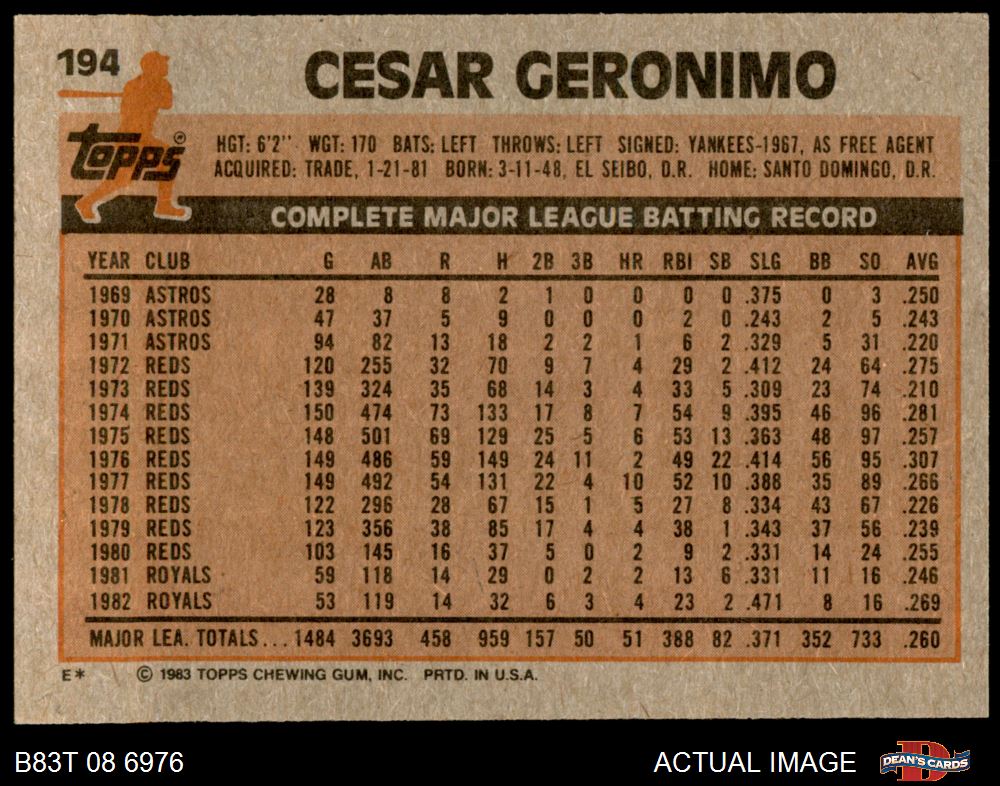 194 CESAR GERONIMO
topps ®
HGT: 6'2" WGT: 170 BATS: LEFT THROWS: LEFT SIGNED: YANKEES-1967, AS FREE AGENT
ACQUIRED: TRADE, 1-21-81 BORN: 3-11-48, EL SEIBO, D.R. HOME: SANTO DOMINGO, D.R.
COMPLETE MAJOR LEAGUE BATTING RECORD
YEAR CLUB G AB R H 2B 3B HR RBI SB SLG BB SO AVG
1969 ASTROS 28 8 8 2 1 0 0 0 0 .375 0 3 .250
1970 ASTROS 47 37 5 9 0 0 0 2 0 .243 2 5 .243
1971 ASTROS 94 82 13 18 2 2 1 6 2 .329 5 31 .220
1972 REDS 120 255 32 70 9 7 4 29 2 .412 24 64 .275
1973 REDS 139 324 35 68 14 3 4 33 5 .309 23 74 .210
1974 REDS 150 474 73 133 17 8 7 54 9 .395 46 96 .281
1975 REDS 148 501 69 129 25 5 6 53 13 .363 48 97 .257
1976 REDS 149 486 59 149 24 11 2 49 22 .414 56 95 .307
1977 REDS 149 492 54 131 22 4 10 52 10 .388 35 89 .266
1978 REDS 122 296 28 67 15 1 5 27 8 .334 43 67 .226
1979 REDS 123 356 38 85 17 4 4 38 1 .343 37 56 .239
1980 REDS 103 145 16 37 5 0 2 9 2 .331 14 24 .255
1981 ROYALS 59 118 14 29 0 2 2 13 6 .331 11 16 .246
1982 ROYALS 53 119 14 32 6 3 4 23 2 .471 8 16 .269
MAJOR LEA. TOTALS... 1484 3693 458 959 157 50 51 388 82 .371 352 733 .260
E* © 1983 TOPPS CHEWING GUM, INC. PRTD. IN U.S.A.
B83T 08 6976 ACTUAL IMAGE D DEAN'S CARDS